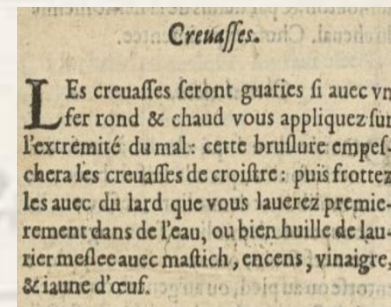 Creuaſſes.
LEs creuaſſes ſeront guaries ſi auec vn
fer rond & chaud vous appliquez ſur
l'extremité du mal: cette bruſlure empeſ-
chera les creuaſſes de croiſtre: puis frottez
les auec du lard que vous lauerez premie-
rement dans de l'eau, ou bien huille de lau-
rier meſlee auec maſtich, encens, vinaigre,
& iaune d'œuf.